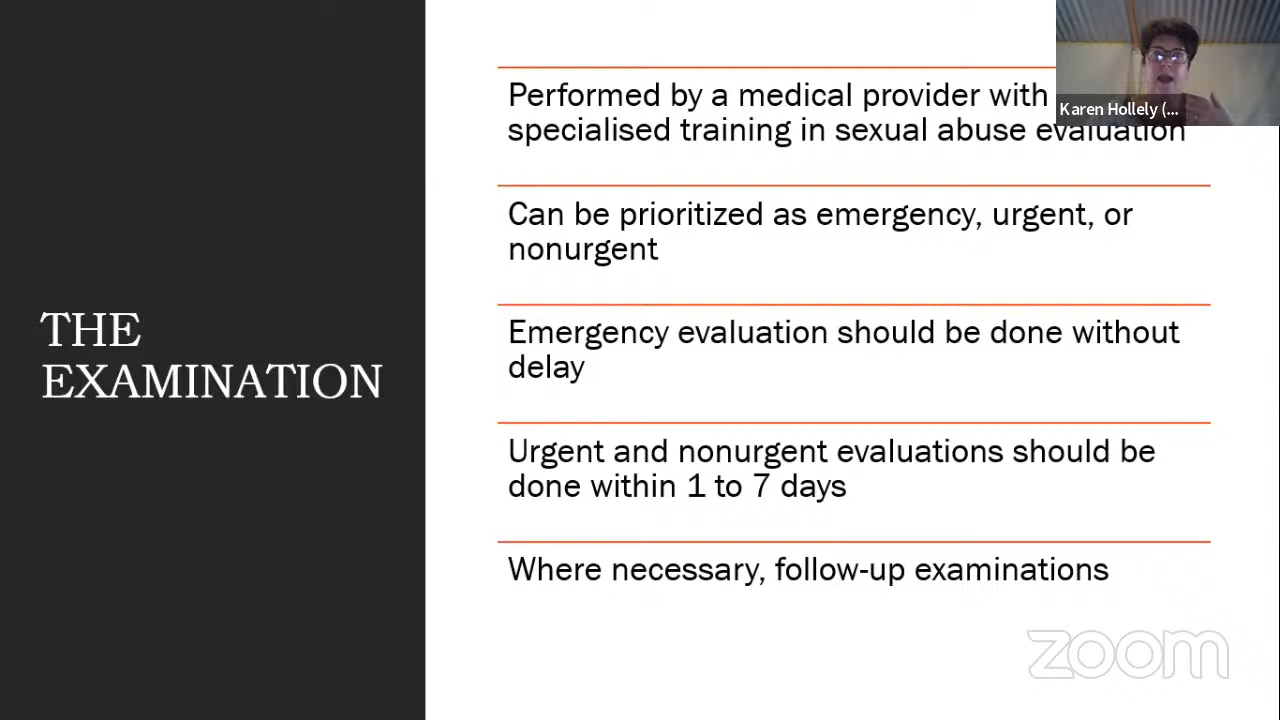 Karen Hollely (...
THE
EXAMINATION
Performed by a medical provider with
specialised training in sexual abuse evaluation
Can be prioritized as emergency, urgent, or
nonurgent
Emergency evaluation should be done without
delay
Urgent and nonurgent evaluations should be
done within 1 to 7 days
Where necessary, follow-up examinations
zoom